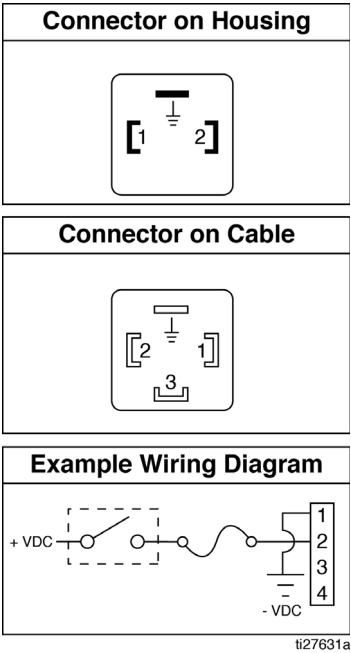 Connector on Housing
1 2
Connector on Cable
2 1
3
Example Wiring Diagram
+ VDC
1
2
3
4
- VDC
ti27631a